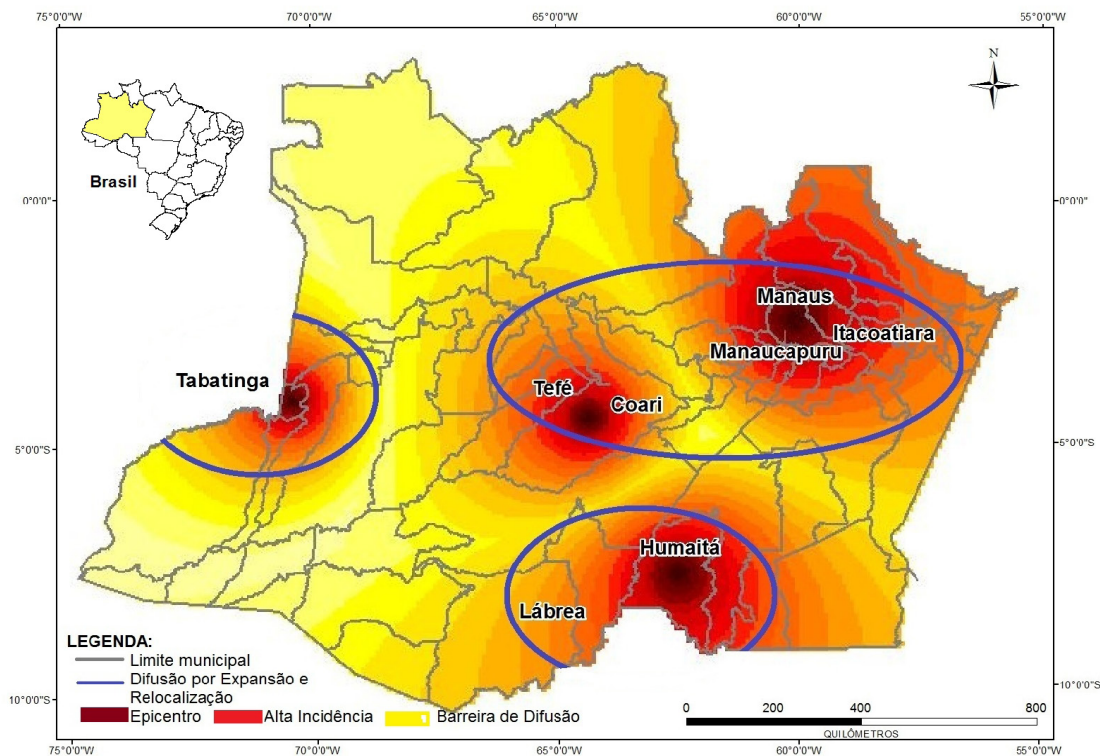 75°0'0"W 70°0'0"W 65°0'0"W 60°0'0"W 55°0'0"W
N
Brasil
0°0'0" 0°0'0"
Manaus
Itacoatiara
Manaucapuru
Tabatinga
Tefé
Coari
5°0'0"S 5°0'0"S
Humaitá
Lábrea
LEGENDA:
Limite municipal
Difusão por Expansão e
Relocalização
Epicentro Alta Incidência Barreira de Difusão
10°0'0"S 10°0'0"S
0 200 400 800
QUILÔMETROS
75°0'0"W 70°0'0"W 65°0'0"W 60°0'0"W 55°0'0"W